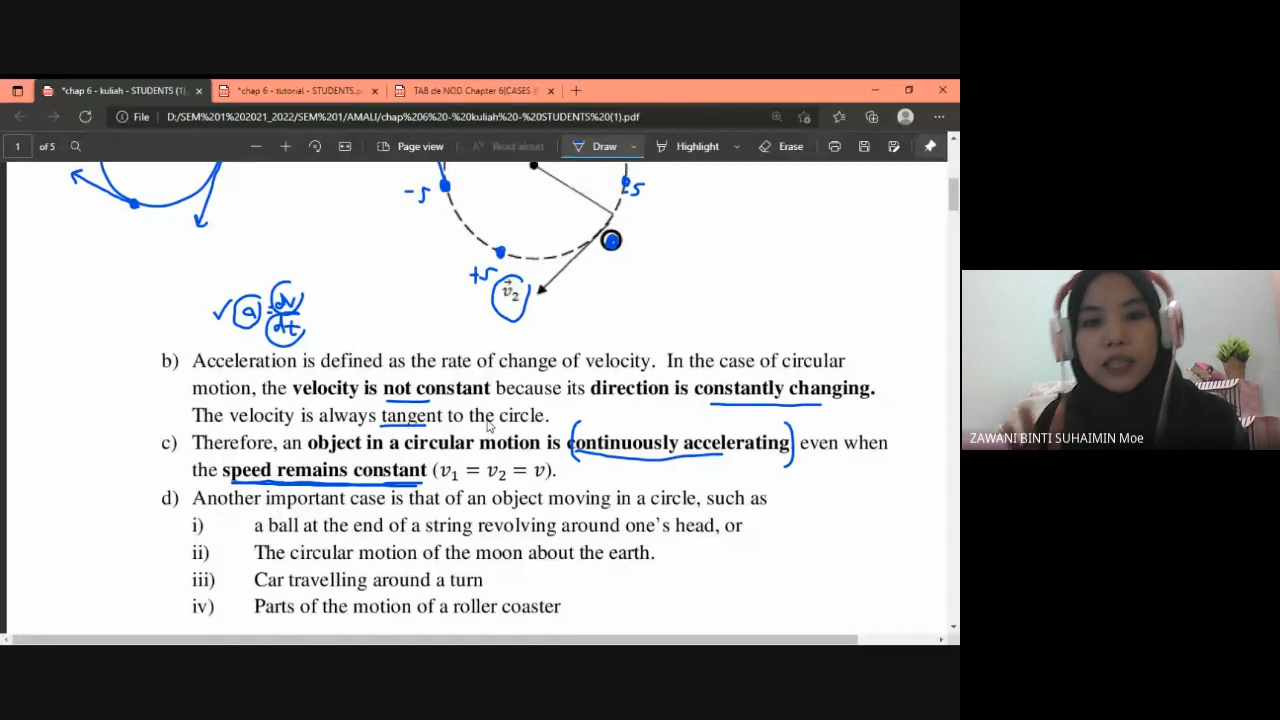 *chap 6 - kuliah - STUDENTS (1)
*chap 6 - tutorial - STUDENTS.p
TAB de NOD Chapter 6(CASES
File
D:/SEM%201%202021_2022/SEM%201/AMALI/chap%206%20-%20kuliah%20-%20STUDENTS%20(1).pdf
1 of 5
Page view
Read aloud
Draw
Highlight
Erase
-5
+5
v⃗₂
a = dv/dt
b) Acceleration is defined as the rate of change of velocity. In the case of circular
motion, the velocity is not constant because its direction is constantly changing.
The velocity is always tangent to the circle.
c) Therefore, an object in a circular motion is continuously accelerating even when
the speed remains constant (v₁ = v₂ = v).
d) Another important case is that of an object moving in a circle, such as
i) a ball at the end of a string revolving around one's head, or
ii) The circular motion of the moon about the earth.
iii) Car travelling around a turn
iv) Parts of the motion of a roller coaster
ZAWANI BINTI SUHAIMIN Moe